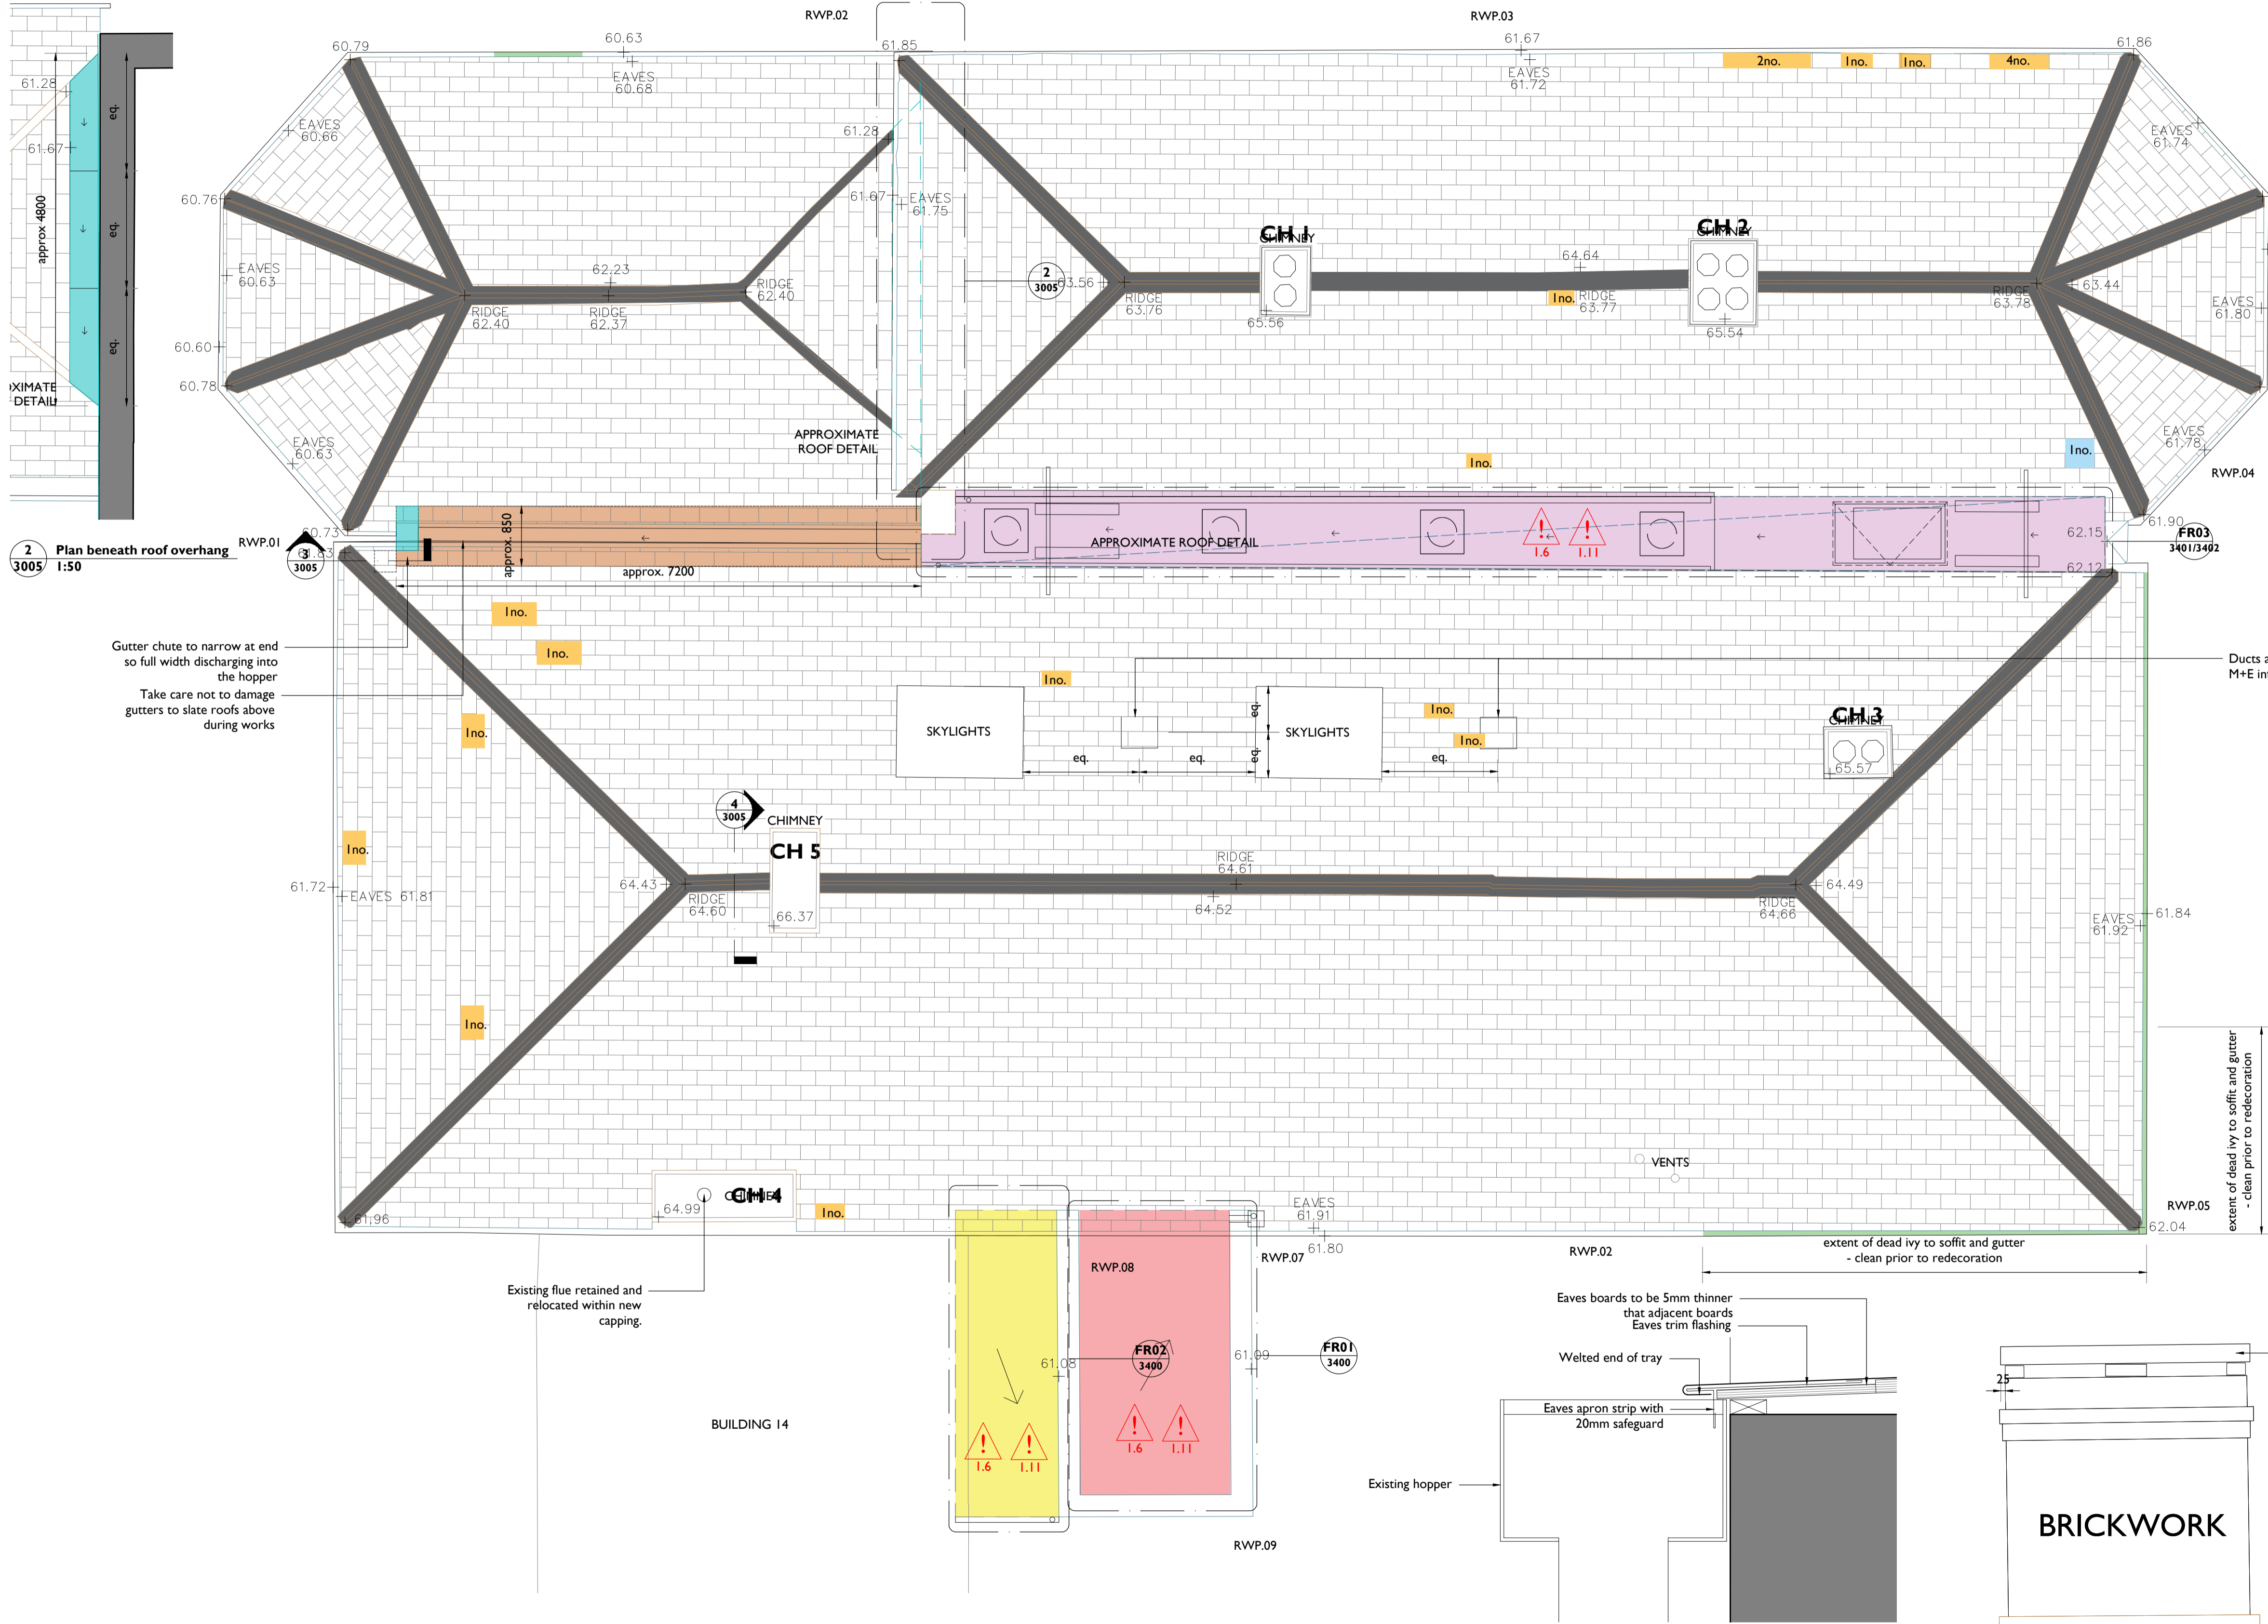 RWP.02
RWP.03
60.79
60.63
61.85
61.67
61.86
EAVES
60.68
EAVES
61.72
2no.
1no.
1no.
4no.
61.28
eq.
61.67
approx 4800
eq.
eq.
XIMATE
DETAIL
EAVES
60.66
61.28
EAVES
61.74
60.76
61.67
EAVES
61.75
CH 1
CHIMNEY
CH 2
CHIMNEY
EAVES
60.63
62.23
RIDGE
62.40
2
3005
63.56
64.64
63.44
RIDGE
62.40
RIDGE
62.37
RIDGE
63.76
65.56
1no.
RIDGE
63.77
65.54
RIDGE
63.78
EAVES
61.80
60.60
60.78
EAVES
60.63
APPROXIMATE
ROOF DETAIL
1no.
1no.
EAVES
61.78
RWP.04
2
3005
Plan beneath roof overhang
1:50
RWP.01
60.73
61.83
3
3005
approx. 850
approx. 7200
APPROXIMATE ROOF DETAIL
1.6
1.11
62.15
62.12
61.90
FR03
3401/3402
Gutter chute to narrow at end
so full width discharging into
the hopper
Take care not to damage
gutters to slate roofs above
during works
1no.
1no.
1no.
1no.
Ducts a
M+E in
SKYLIGHTS
eq.
eq.
eq.
eq.
SKYLIGHTS
1no.
1no.
eq.
CH 3
CHIMNEY
65.57
4
3005
CHIMNEY
CH 5
1no.
61.72
EAVES 61.81
64.43
RIDGE
64.60
66.37
RIDGE
64.61
64.52
64.49
RIDGE
64.66
61.84
EAVES
61.92
1no.
extent of dead ivy to soffit and gutter
- clean prior to redecoration
61.96
64.99
CHIMNEY
CH 4
1no.
VENTS
EAVES
61.91
61.80
RWP.05
62.04
RWP.08
RWP.07
RWP.02
extent of dead ivy to soffit and gutter
- clean prior to redecoration
Existing flue retained and
relocated within new
capping.
61.08
FR02
3400
61.09
FR01
3400
BUILDING 14
1.6
1.11
1.6
1.11
RWP.09
Eaves boards to be 5mm thinner
that adjacent boards
Eaves trim flashing
Welted end of tray
Eaves apron strip with
20mm safeguard
Existing hopper
25
BRICKWORK